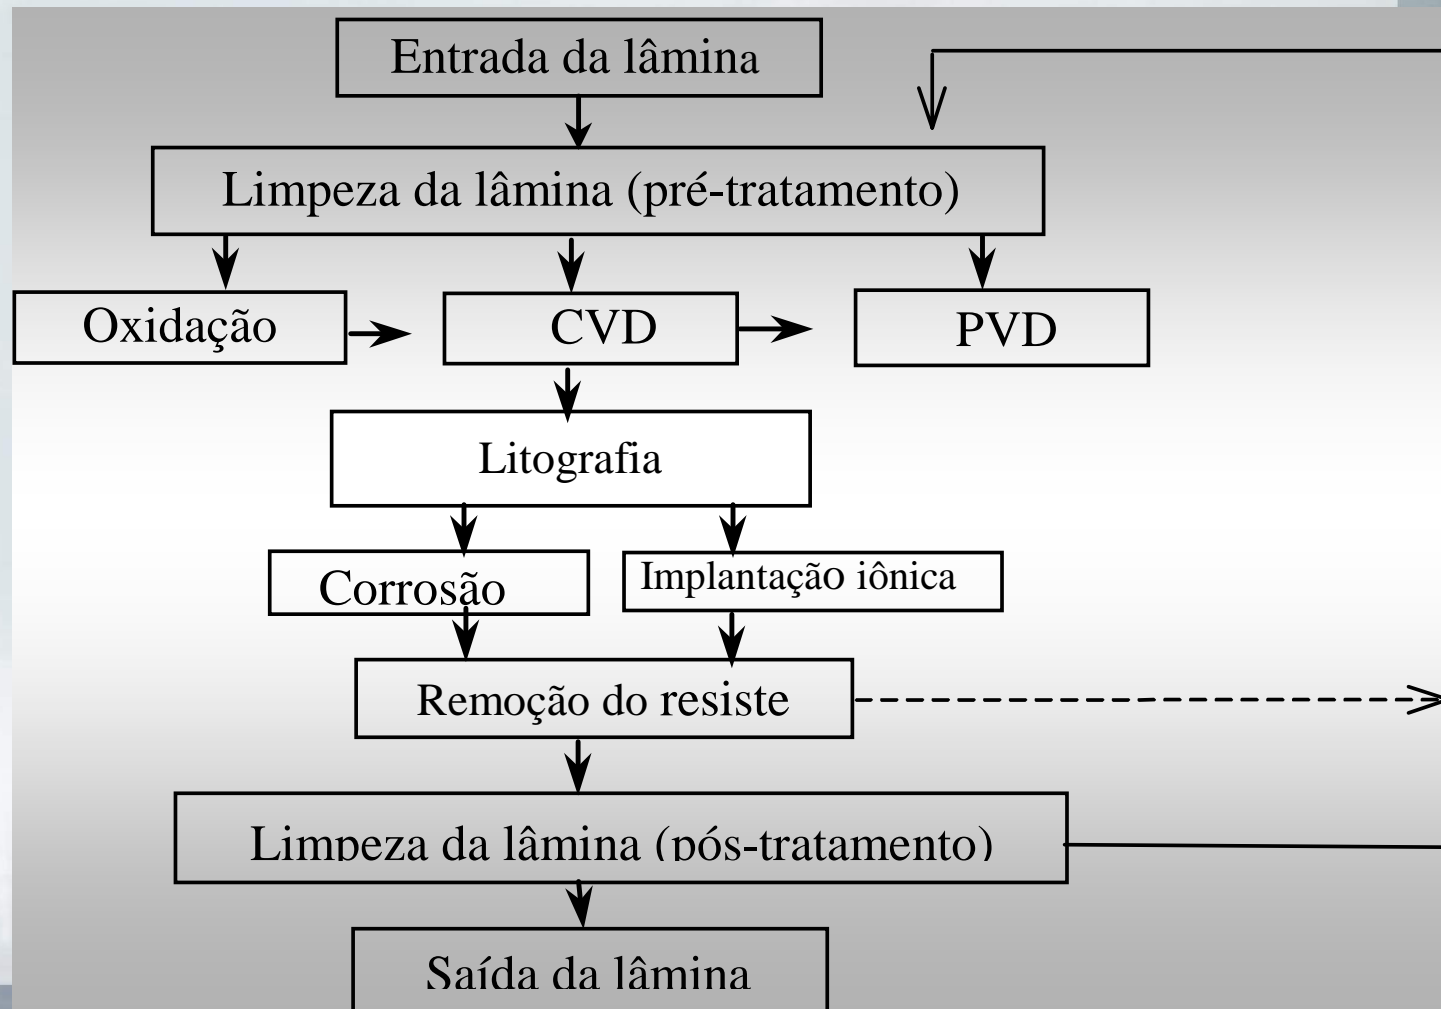 Entrada da lâmina
Limpeza da lâmina (pré-tratamento)
Oxidação
CVD
PVD
Litografia
Corrosão
Implantação iônica
Remoção do resiste
Limpeza da lâmina (pós-tratamento)
Saída da lâmina